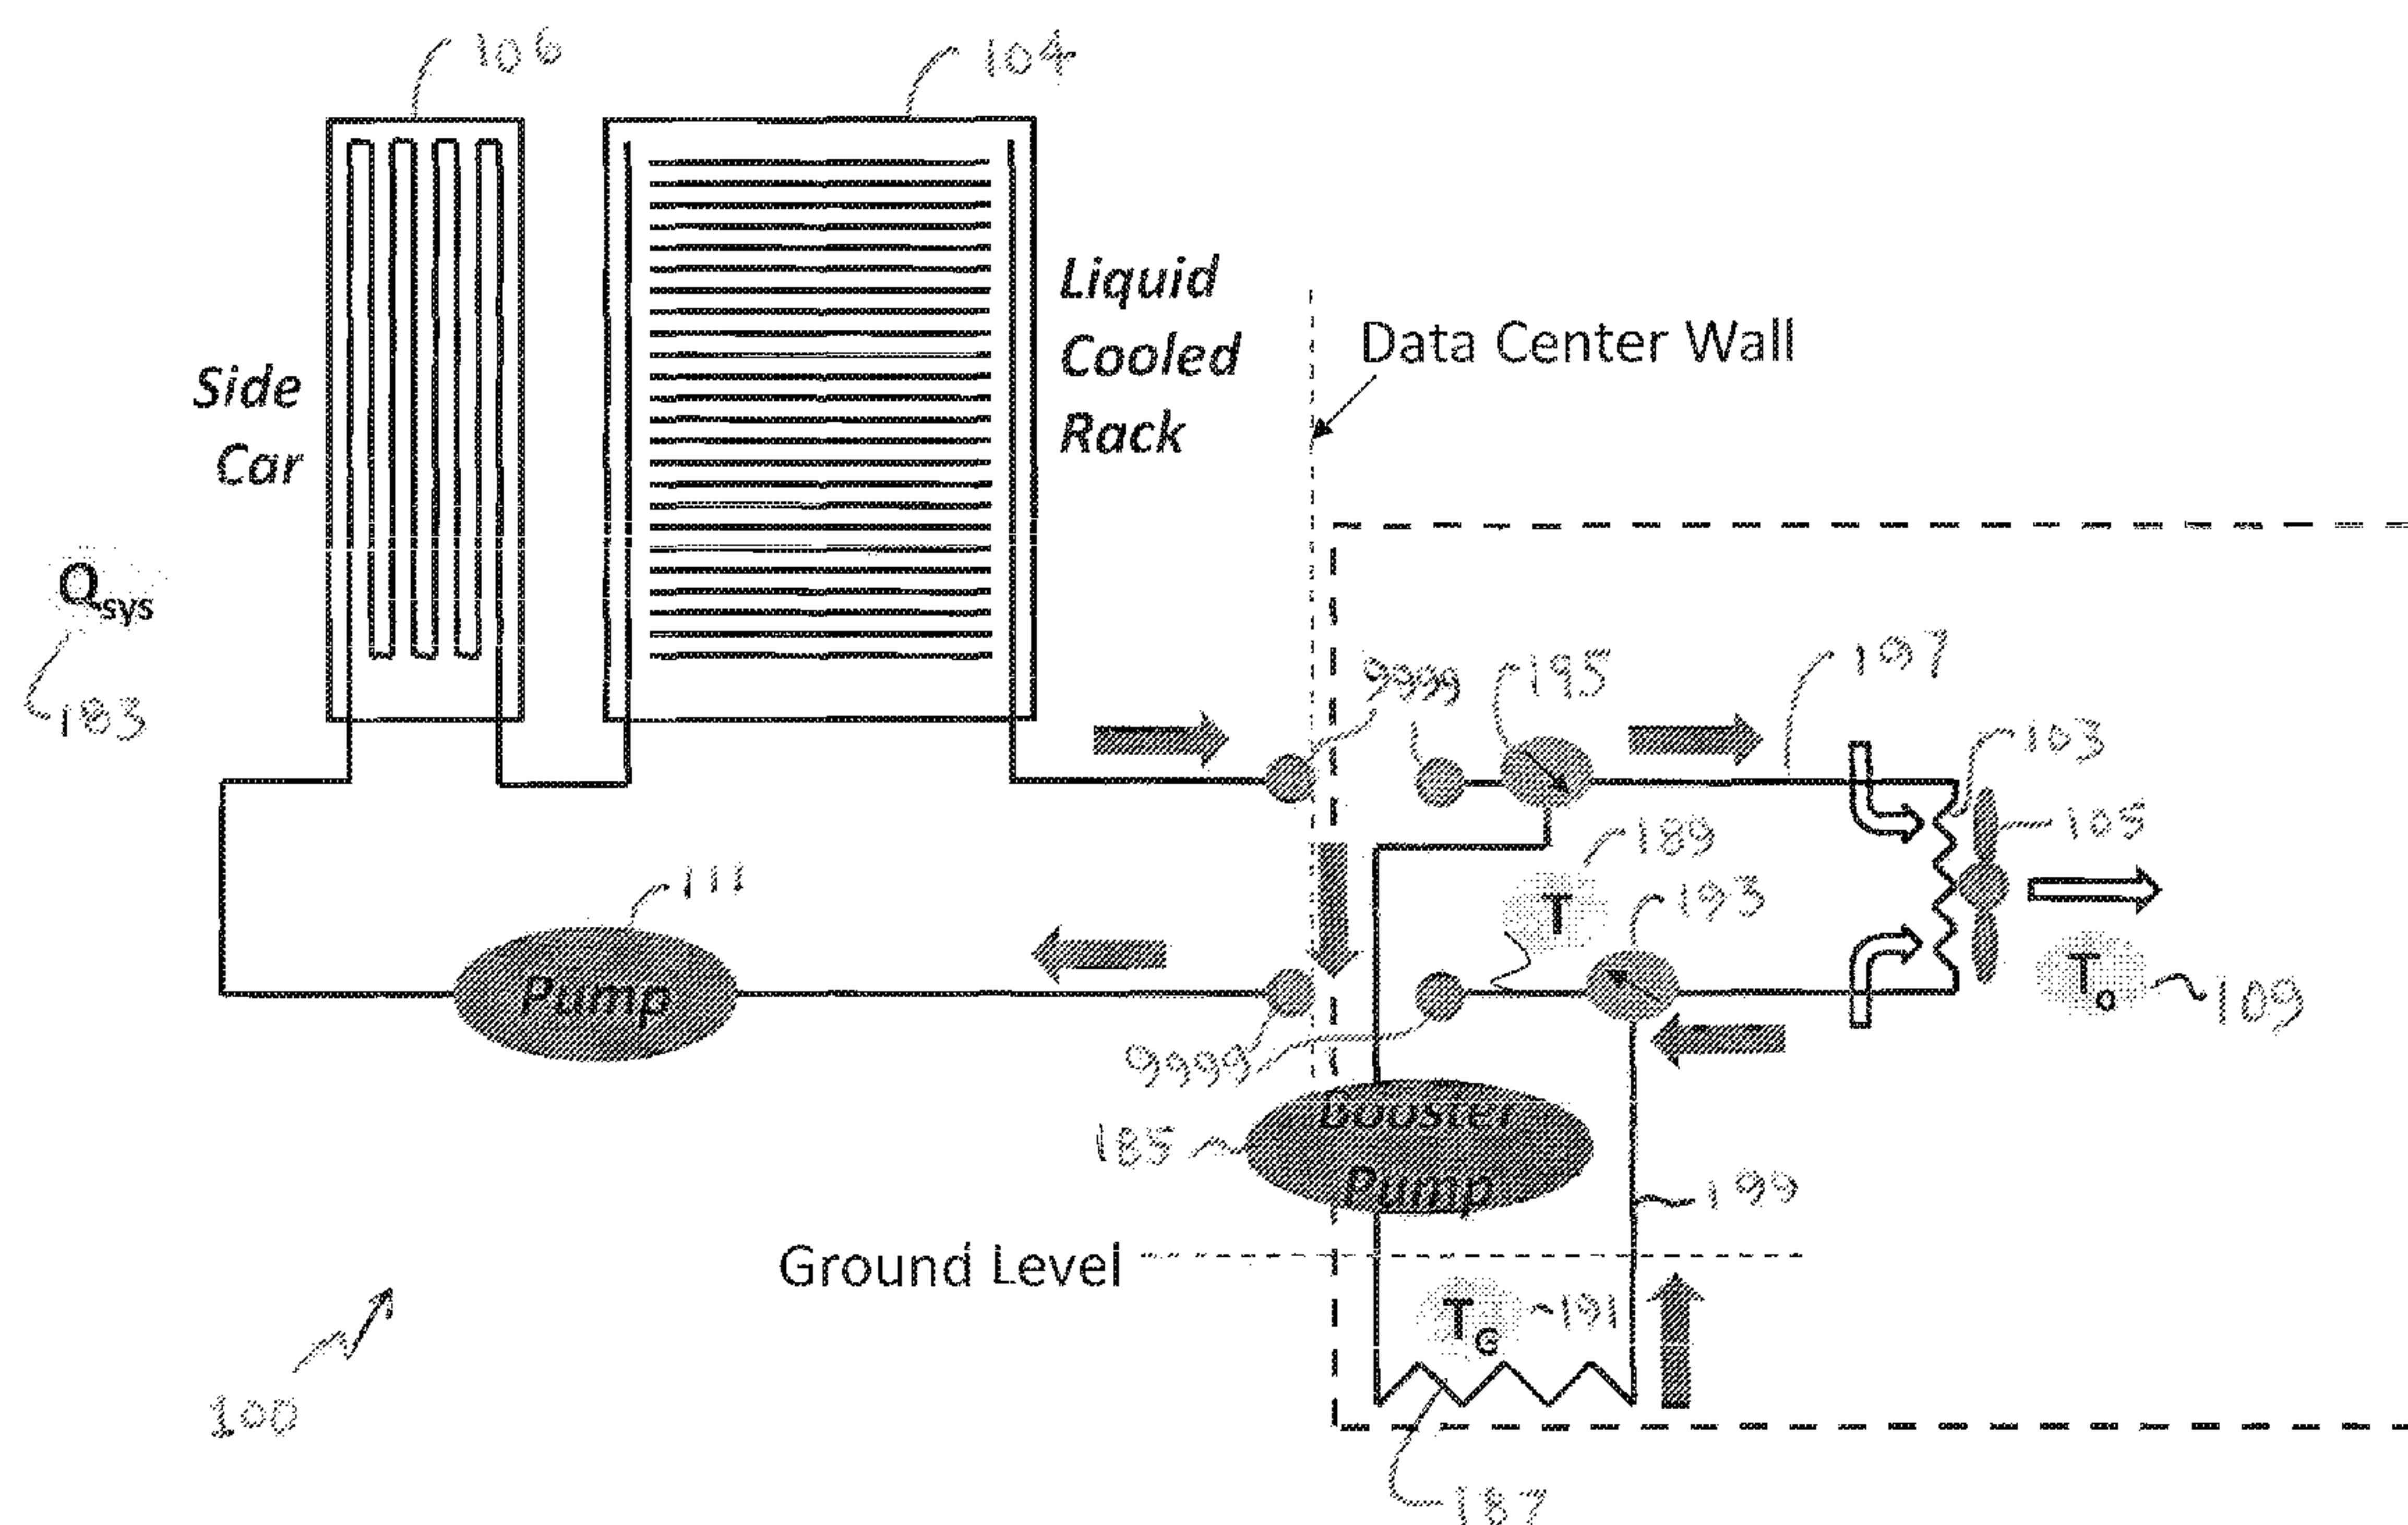 106
104
Liquid
Cooled
Rack
Data Center Wall
Side
Car
Qsys
183
9999
195
197
103
105
189
T
193
111
Pump
To
109
9999
Booster
Pump
185
199
Ground Level
TG
191
100
187